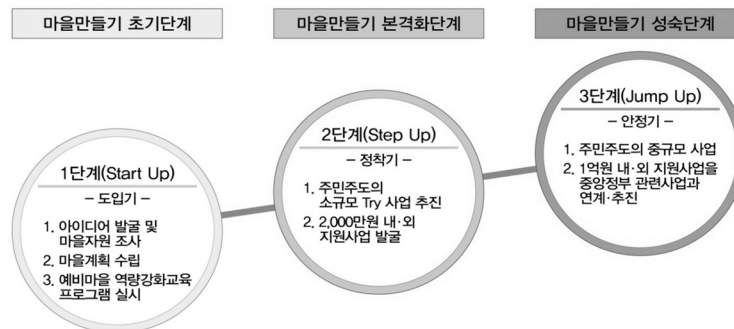 마을만들기 초기단계
마을만들기 본격화단계
마을만들기 성숙단계
1단계(Start Up)
– 도입기 –
1. 아이디어 발굴 및
마을자원 조사
2. 마을계획 수립
3. 예비마을 역량강화교육
프로그램 실시
2단계(Step Up)
– 정착기 –
1. 주민주도의
소규모 Try 사업 추진
2. 2,000만원 내·외
지원사업 발굴
3단계(Jump Up)
– 안정기 –
1. 주민주도의 중규모 사업
2. 1억원 내·외 지원사업을
중앙정부 관련사업과
연계·추진